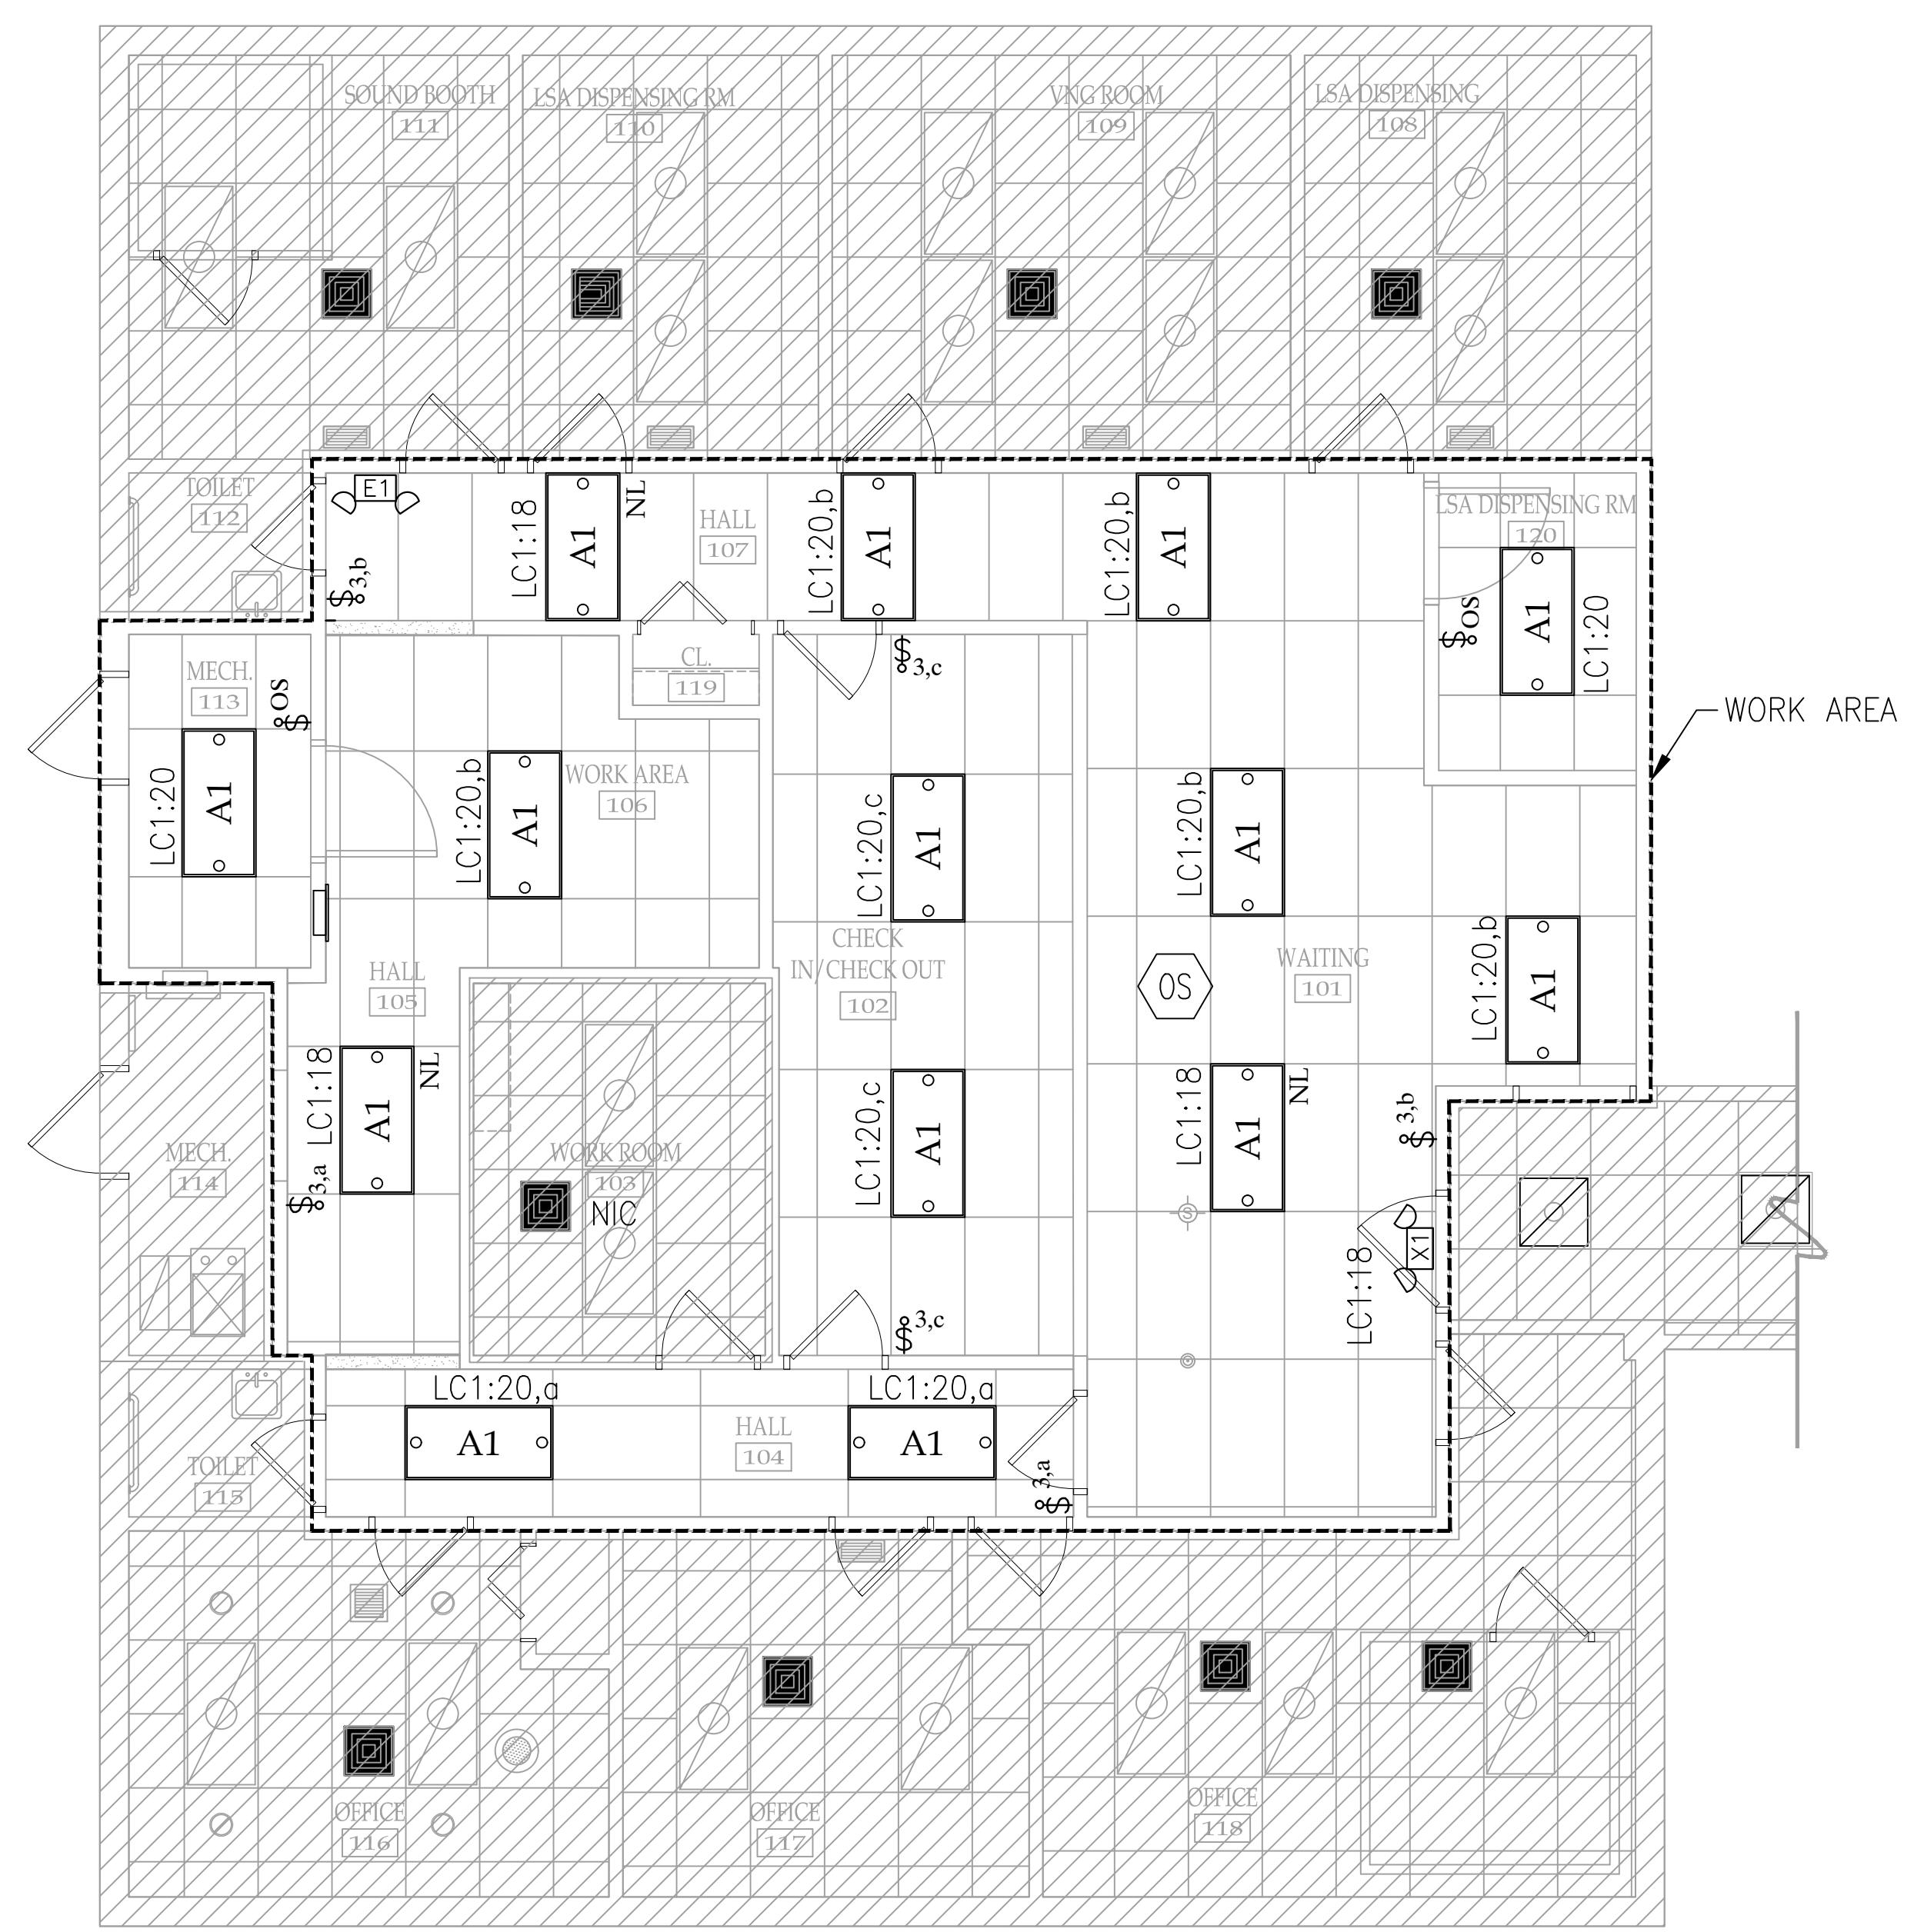 SOUND BOOTH
111
LSA DISPENSING RM
110
VNG ROOM
109
LSA DISPENSING
108
TOILET
112
E1
$3,b
LC1:18
A1
NL
HALL
107
LC1:20,b
A1
LC1:20,b
A1
LSA DISPENSING RM
120
$OS
A1
LC1:20
MECH.
113
$OS
LC1:20
A1
CL.
119
$3,c
WORK AREA
LC1:20,b
A1
WORK AREA
106
LC1:20,c
A1
LC1:20,b
A1
CHECK
IN/CHECK OUT
102
HALL
105
OS
WAITING
101
LC1:20,b
A1
LC1:18
A1
NL
$3,a
MECH.
114
WORK ROOM
103
NIC
LC1:20,c
A1
LC1:18
A1
NL
$3,b
S
X1
LC1:18
$3,c
LC1:20,a
A1
LC1:20,a
A1
HALL
104
$3,a
TOILET
115
OFFICE
116
OFFICE
117
OFFICE
118